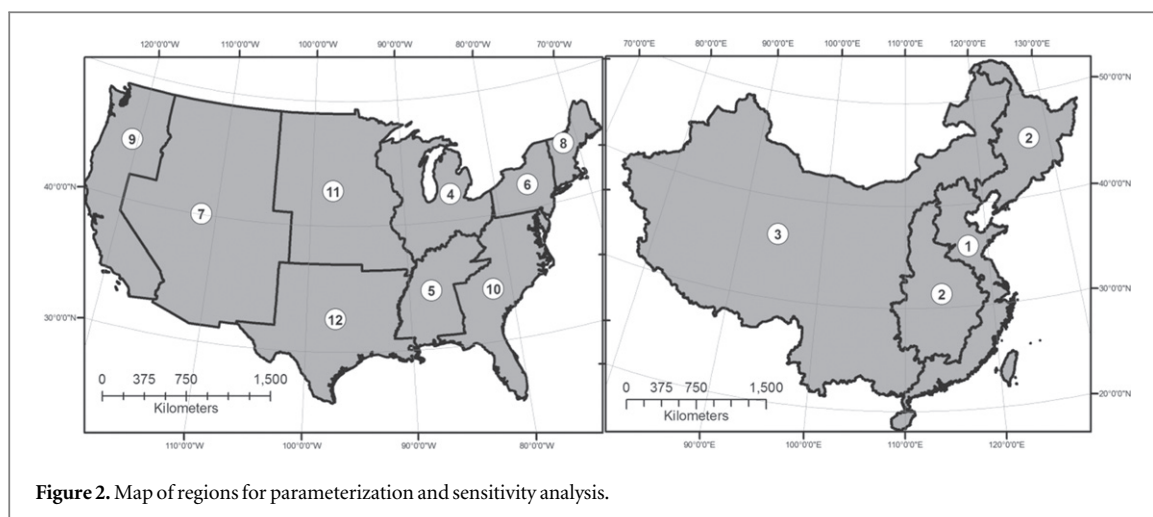 120°0'0"W 110°0'0"W 100°0'0"W 90°0'0"W 80°0'0"W 70°0'0"W
70°0'0"E 80°0'0"E 90°0'0"E 100°0'0"E 110°0'0"E 120°0'0"E 130°0'0"E
50°0'0"N
40°0'0"N
30°0'0"N
20°0'0"N
40°0'0"N
30°0'0"N
9
8
6
11
4
7
5
10
12
2
3
1
2
0 375 750 1,500
Kilometers
0 375 750 1,500
Kilometers
110°0'0"W 100°0'0"W 90°0'0"W 80°0'0"W
90°0'0"E 100°0'0"E 110°0'0"E 120°0'0"E
Figure 2. Map of regions for parameterization and sensitivity analysis.